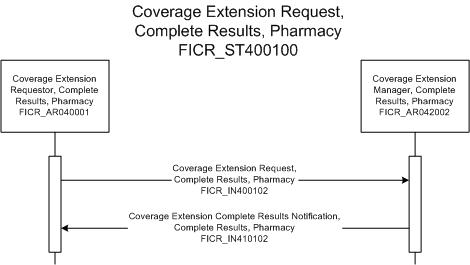 Coverage Extension Request,
Complete Results, Pharmacy
FICR_ST400100
Coverage Extension
Requestor, Complete
Results, Pharmacy
FICR_AR040001
Coverage Extension
Manager, Complete
Results, Pharmacy
FICR_AR042002
Coverage Extension Request,
Complete Results, Pharmacy
FICR_IN400102
Coverage Extension Complete Results Notification,
Complete Results, Pharmacy
FICR_IN410102